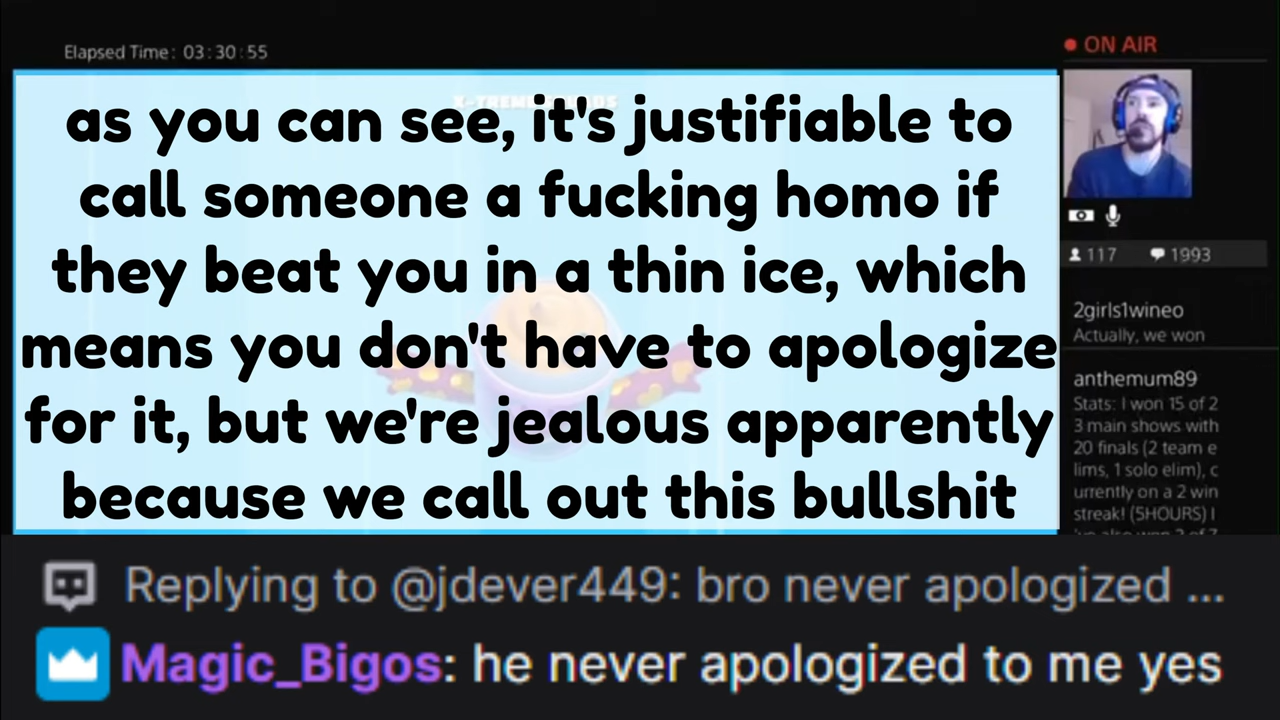 Elapsed Time: 03:30:55
ON AIR
as you can see, it's justifiable to
call someone a fucking homo if
they beat you in a thin ice, which
means you don't have to apologize
for it, but we're jealous apparently
because we call out this bullshit
117 1993
2girls1wineo
Actually, we won
anthemum89
Stats: I won 15 of 2
3 main shows with
20 finals (2 team e
lims, 1 solo elim), c
urrently on a 2 win
streak! (5HOURS) I
Replying to @jdever449: bro never apologized ...
Magic_Bigos: he never apologized to me yes